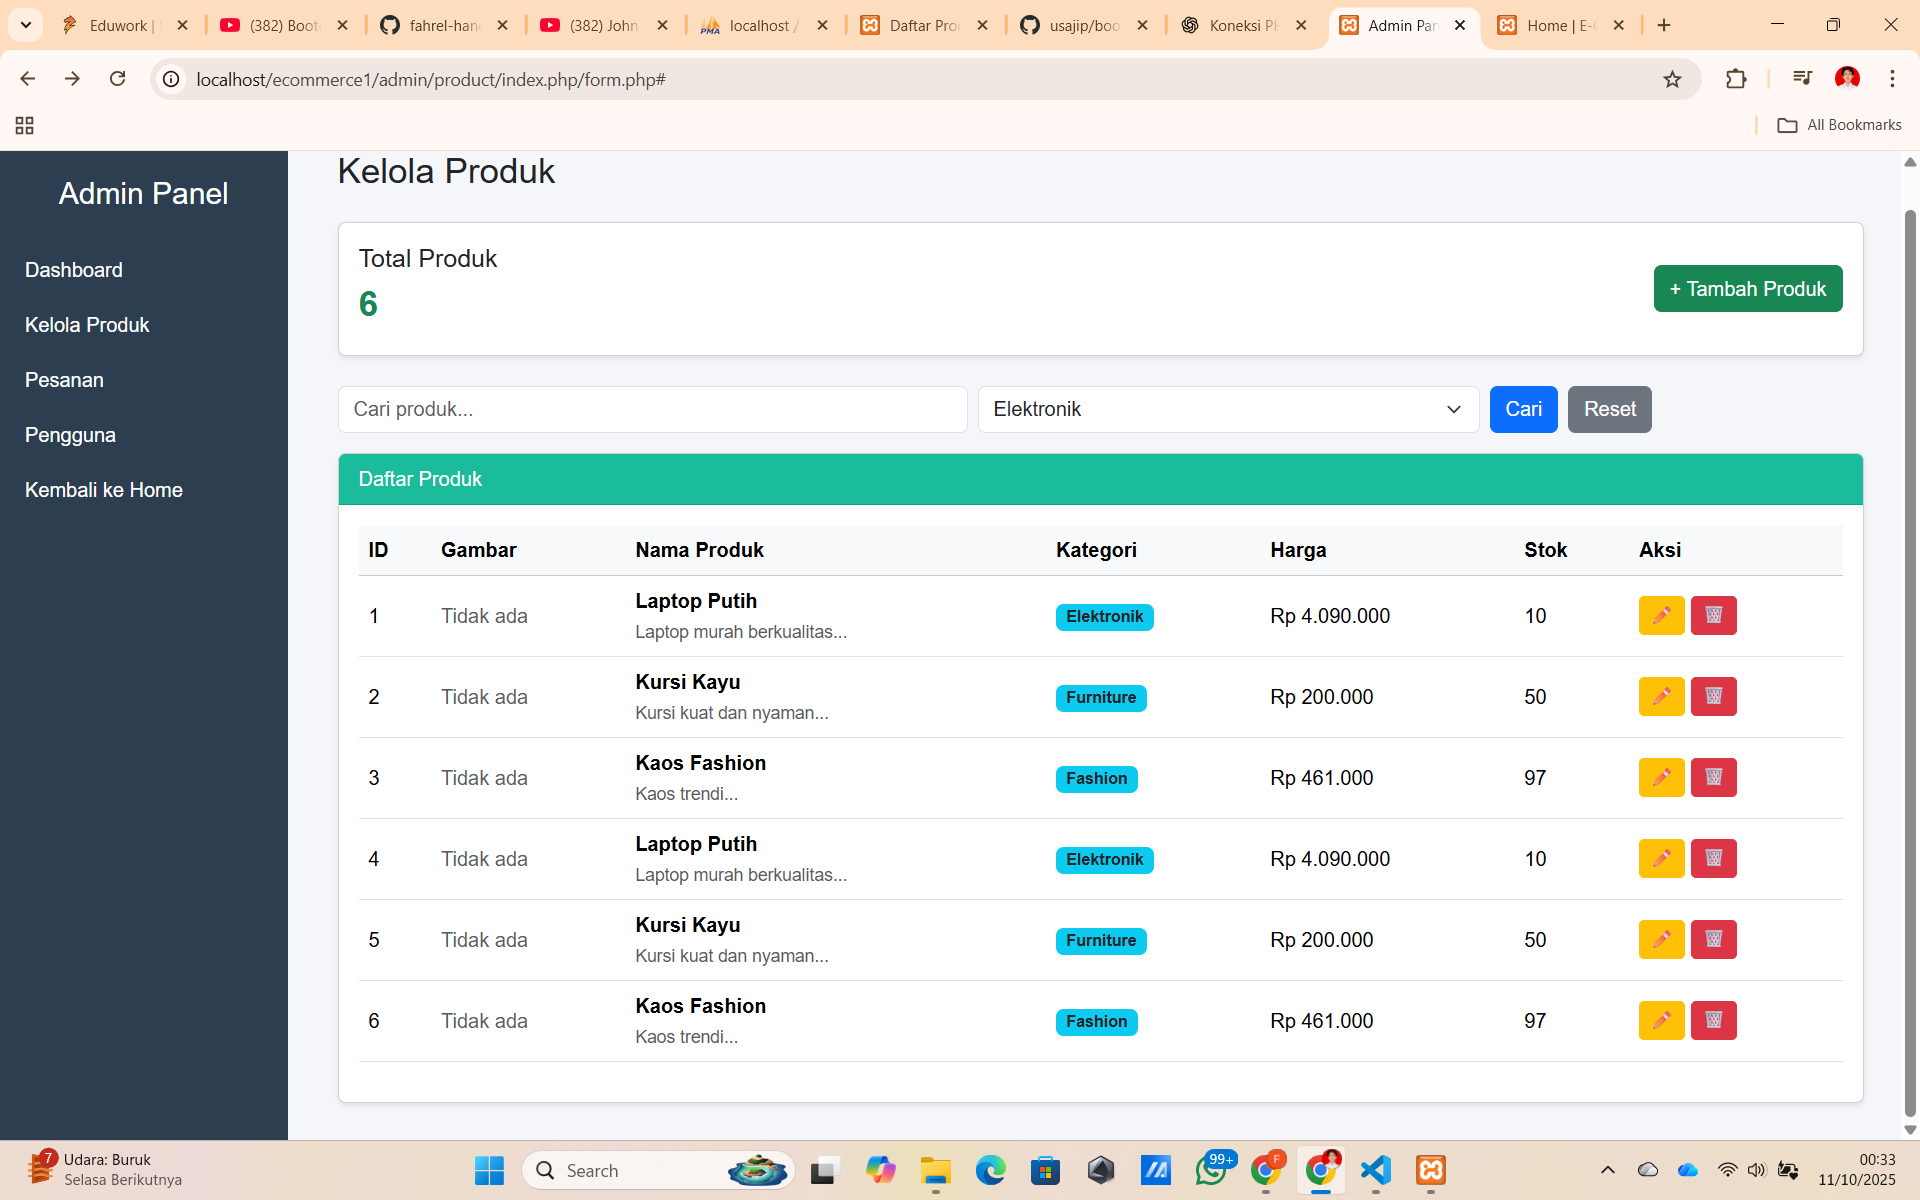 Eduwork |
(382) Boot
fahrel-han
(382) John
localhost /
Daftar Pro
usajip/boo
Koneksi PH
Admin Pan
Home | E-C
localhost/ecommerce1/admin/product/index.php/form.php#
All Bookmarks
Admin Panel
Dashboard
Kelola Produk
Pesanan
Pengguna
Kembali ke Home
Kelola Produk
Total Produk
6
+ Tambah Produk
Cari produk...
Elektronik
Cari
Reset
Daftar Produk
ID Gambar Nama Produk Kategori Harga Stok Aksi
1 Tidak ada Laptop Putih Elektronik Rp 4.090.000 10
Laptop murah berkualitas...
2 Tidak ada Kursi Kayu Furniture Rp 200.000 50
Kursi kuat dan nyaman...
3 Tidak ada Kaos Fashion Fashion Rp 461.000 97
Kaos trendi...
4 Tidak ada Laptop Putih Elektronik Rp 4.090.000 10
Laptop murah berkualitas...
5 Tidak ada Kursi Kayu Furniture Rp 200.000 50
Kursi kuat dan nyaman...
6 Tidak ada Kaos Fashion Fashion Rp 461.000 97
Kaos trendi...
7
Udara: Buruk
Selasa Berikutnya
Search
99+
F
00:33
11/10/2025